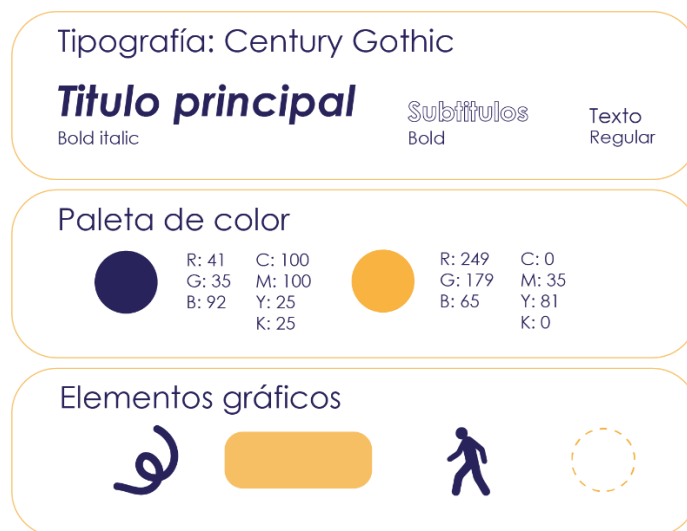 Tipografía: Century Gothic
Titulo principal
Bold italic
Subtitulos
Bold
Texto
Regular
Paleta de color
R: 41 C: 100
G: 35 M: 100
B: 92 Y: 25
K: 25
R: 249 C: 0
G: 179 M: 35
B: 65 Y: 81
K: 0
Elementos gráficos